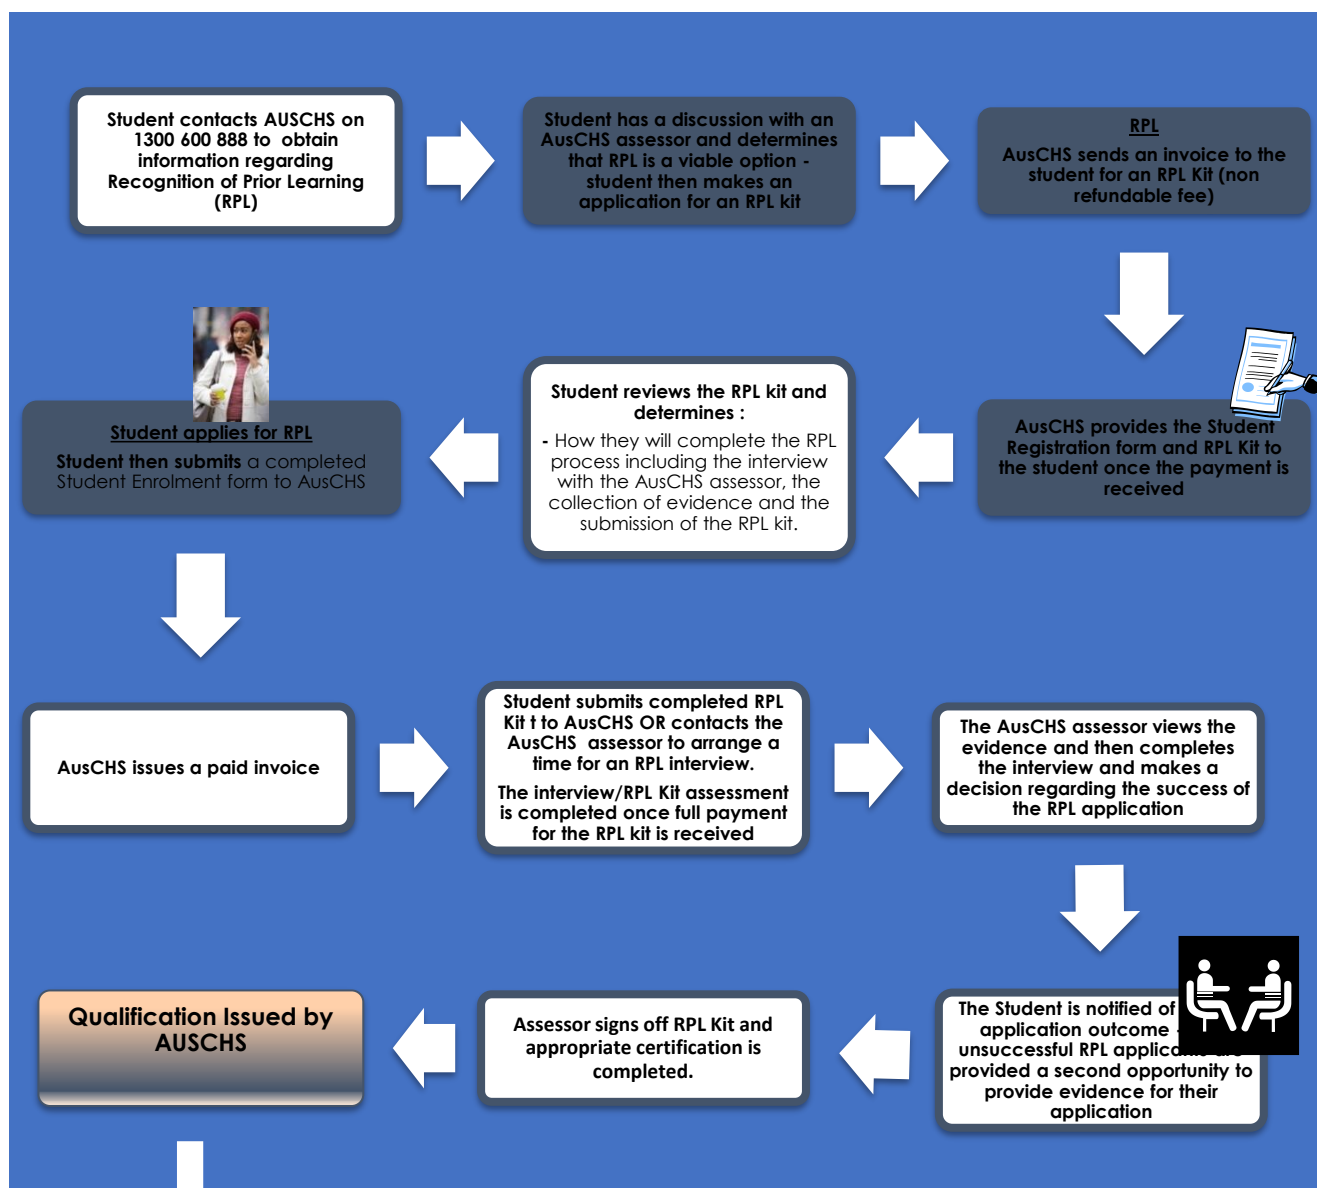 Student contacts AUSCHS on
1300 600 888 to obtain
information regarding
Recognition of Prior Learning
(RPL)
Student has a discussion with an
AusCHS assessor and determines
that RPL is a viable option -
student then makes an
application for an RPL kit
RPL
AusCHS sends an invoice to the
student for an RPL Kit (non
refundable fee)
AusCHS provides the Student
Registration form and RPL Kit to
the student once the payment is
received
Student reviews the RPL kit and
determines :
- How they will complete the RPL
process including the interview
with the AusCHS assessor, the
collection of evidence and the
submission of the RPL kit.
Student applies for RPL
Student then submits a completed
Student Enrolment form to AusCHS
AusCHS issues a paid invoice
Student submits completed RPL
Kit t to AusCHS OR contacts the
AusCHS assessor to arrange a
time for an RPL interview.
The interview/RPL Kit assessment
is completed once full payment
for the RPL kit is received
The AusCHS assessor views the
evidence and then completes
the interview and makes a
decision regarding the success of
the RPL application
The Student is notified of
application outcome -
unsuccessful RPL applicants are
provided a second opportunity to
provide evidence for their
application
Assessor signs off RPL Kit and
appropriate certification is
completed.
Qualification Issued by
AUSCHS